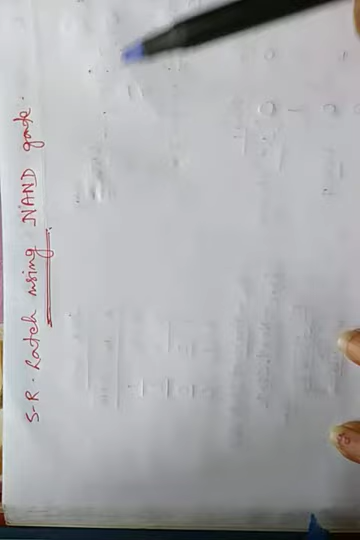 S-R. Latch using NAND gate.